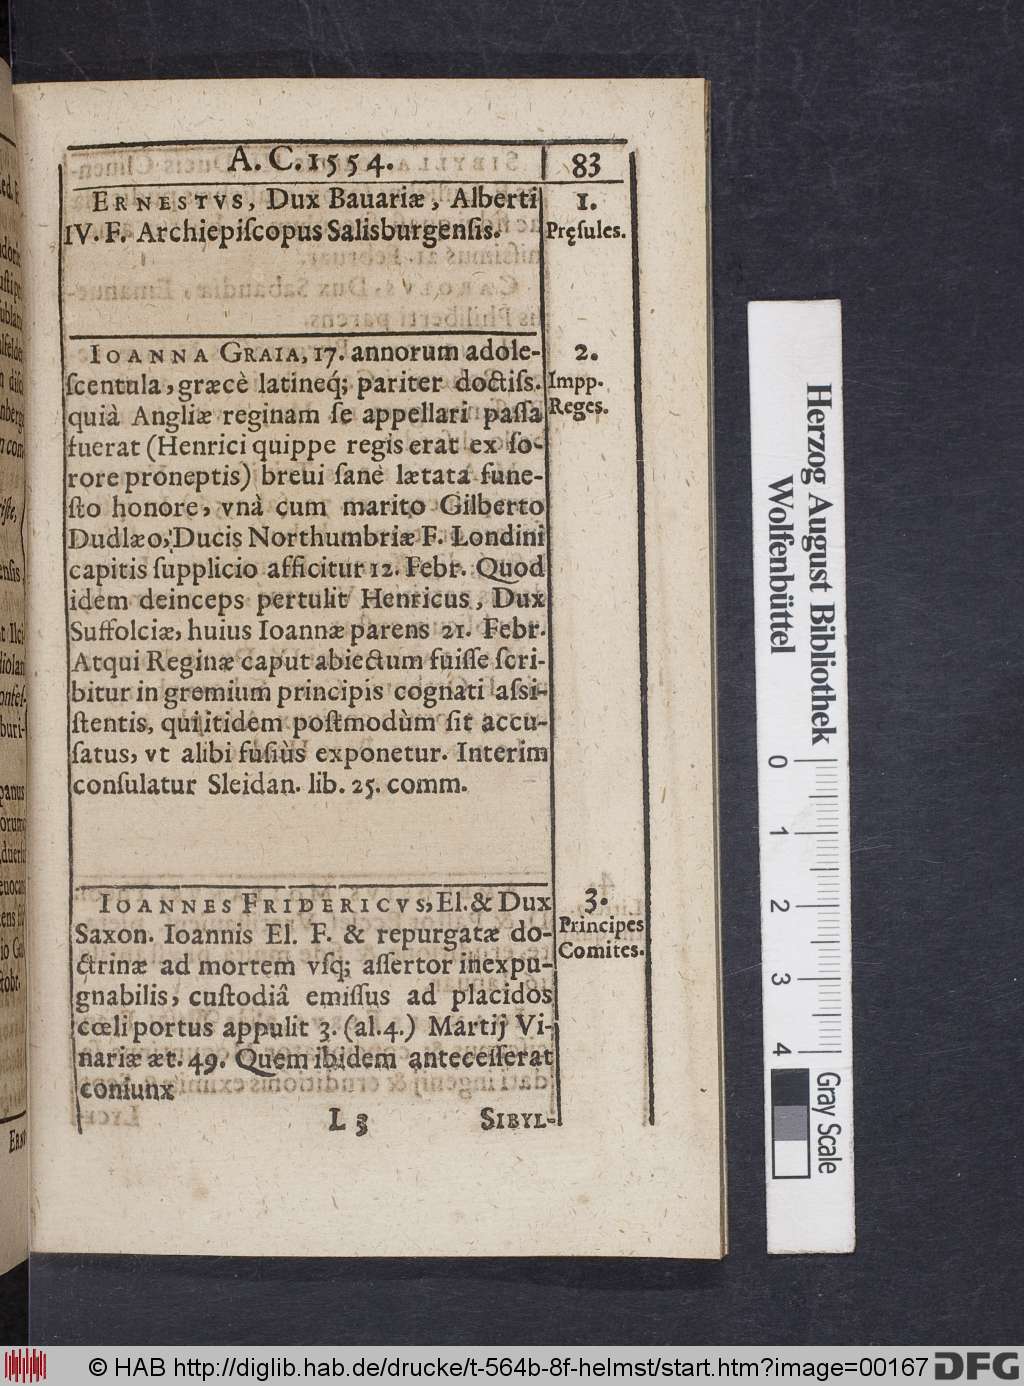 A. C. 1554. 83
ERNESTVS, Dux Bauariæ, Alberti
IV. F. Archiepiſcopus Salisburgenſis.
1.
Pręſules.
IOANNA GRAIA, 17. annorum adole-
ſcentula, græcè latineq́; pariter doctiſs.
quià Angliæ reginam ſe appellari paſſa
fuerat (Henrici quippe regis erat ex ſo-
rore proneptis) breui ſanè lætata fune-
ſto honore, vnà cum marito Gilberto
Dudlæo, Ducis Northumbriæ F. Londini
capitis ſupplicio afficitur 12. Febr. Quod
idem deinceps pertulit Henricus, Dux
Suffolciæ, huius Ioannæ parens 21. Febr.
Atqui Reginæ caput abiectum fuiſſe ſcri-
bitur in gremium principis cognati aſsi-
ſtentis, qui itidem poſtmodùm ſit accu-
ſatus, vt alibi fuſiùs exponetur. Interim
conſulatur Sleidan. lib. 25. comm.
2.
Impp.
Reges.
IOANNES FRIDERICVS, El. & Dux
Saxon. Ioannis El. F. & repurgatæ do-
ctrinæ ad mortem vſq; aſſertor inexpu-
gnabilis, cuſtodiâ emiſſus ad placidos
cœli portus appulit 3. (al. 4.) Martij Vi-
nariæ æt. 49. Quem ibidem anteceſſerat
coniunx
3.
Principes
Comites.
L 3 SIBYL-
Herzog August Bibliothek
Wolfenbüttel
0 1 2 3 4
Gray Scale
© HAB http://diglib.hab.de/drucke/t-564b-8f-helmst/start.htm?image=00167 DFG